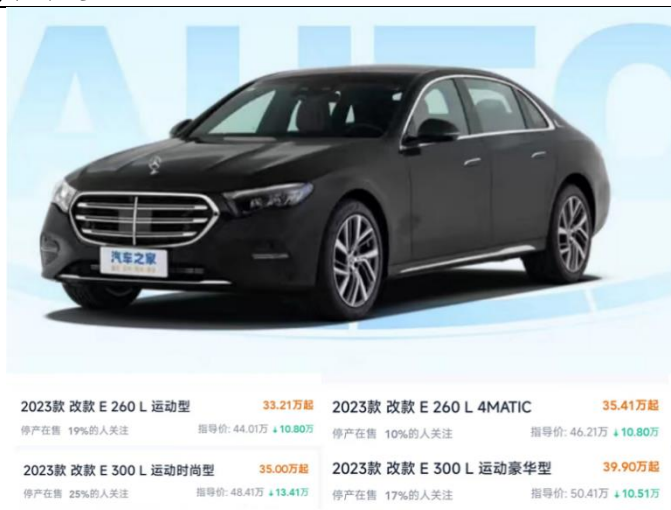 AUTO
汽车之家
2023款 改款 E 260 L 运动型
33.21万起
停产在售 19%的人关注
指导价: 44.01万 ↓10.80万
2023款 改款 E 260 L 4MATIC
35.41万起
停产在售 10%的人关注
指导价: 46.21万 ↓10.80万
2023款 改款 E 300 L 运动时尚型
35.00万起
停产在售 25%的人关注
指导价: 48.41万 ↓13.41万
2023款 改款 E 300 L 运动豪华型
39.90万起
停产在售 17%的人关注
指导价: 50.41万 ↓10.51万